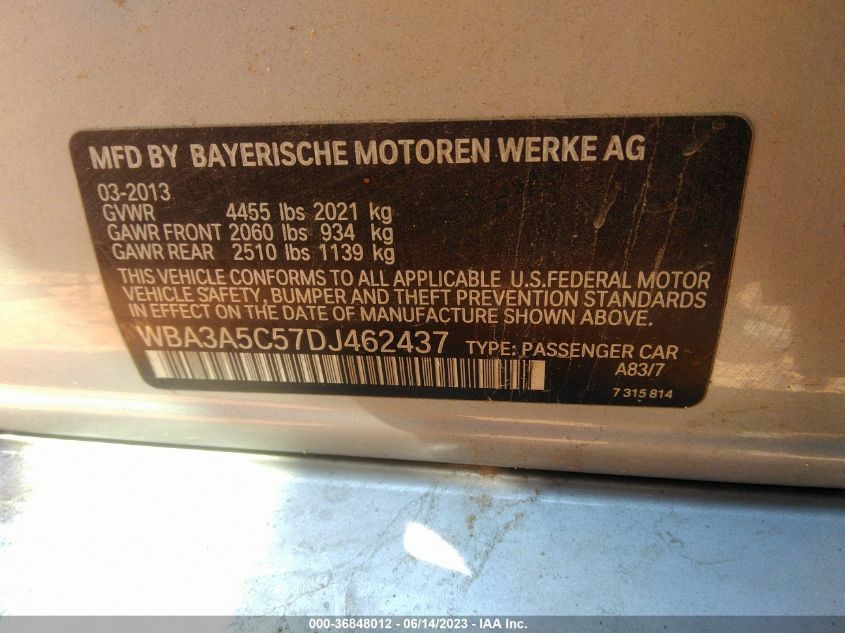 MFD BY BAYERISCHE MOTOREN WERKE AG
03-2013
GVWR 4455 lbs 2021 kg
GAWR FRONT 2060 lbs 934 kg
GAWR REAR 2510 lbs 1139 kg
THIS VEHICLE CONFORMS TO ALL APPLICABLE U.S.FEDERAL MOTOR
VEHICLE SAFETY, BUMPER AND THEFT PREVENTION STANDARDS
IN EFFECT ON THE DATE OF MANUFACTURE SHOWN ABOVE.
WBA3A5C57DJ462437 TYPE: PASSENGER CAR
A83/7
7 315 814
000-36848012 - 06/14/2023 - IAA Inc.